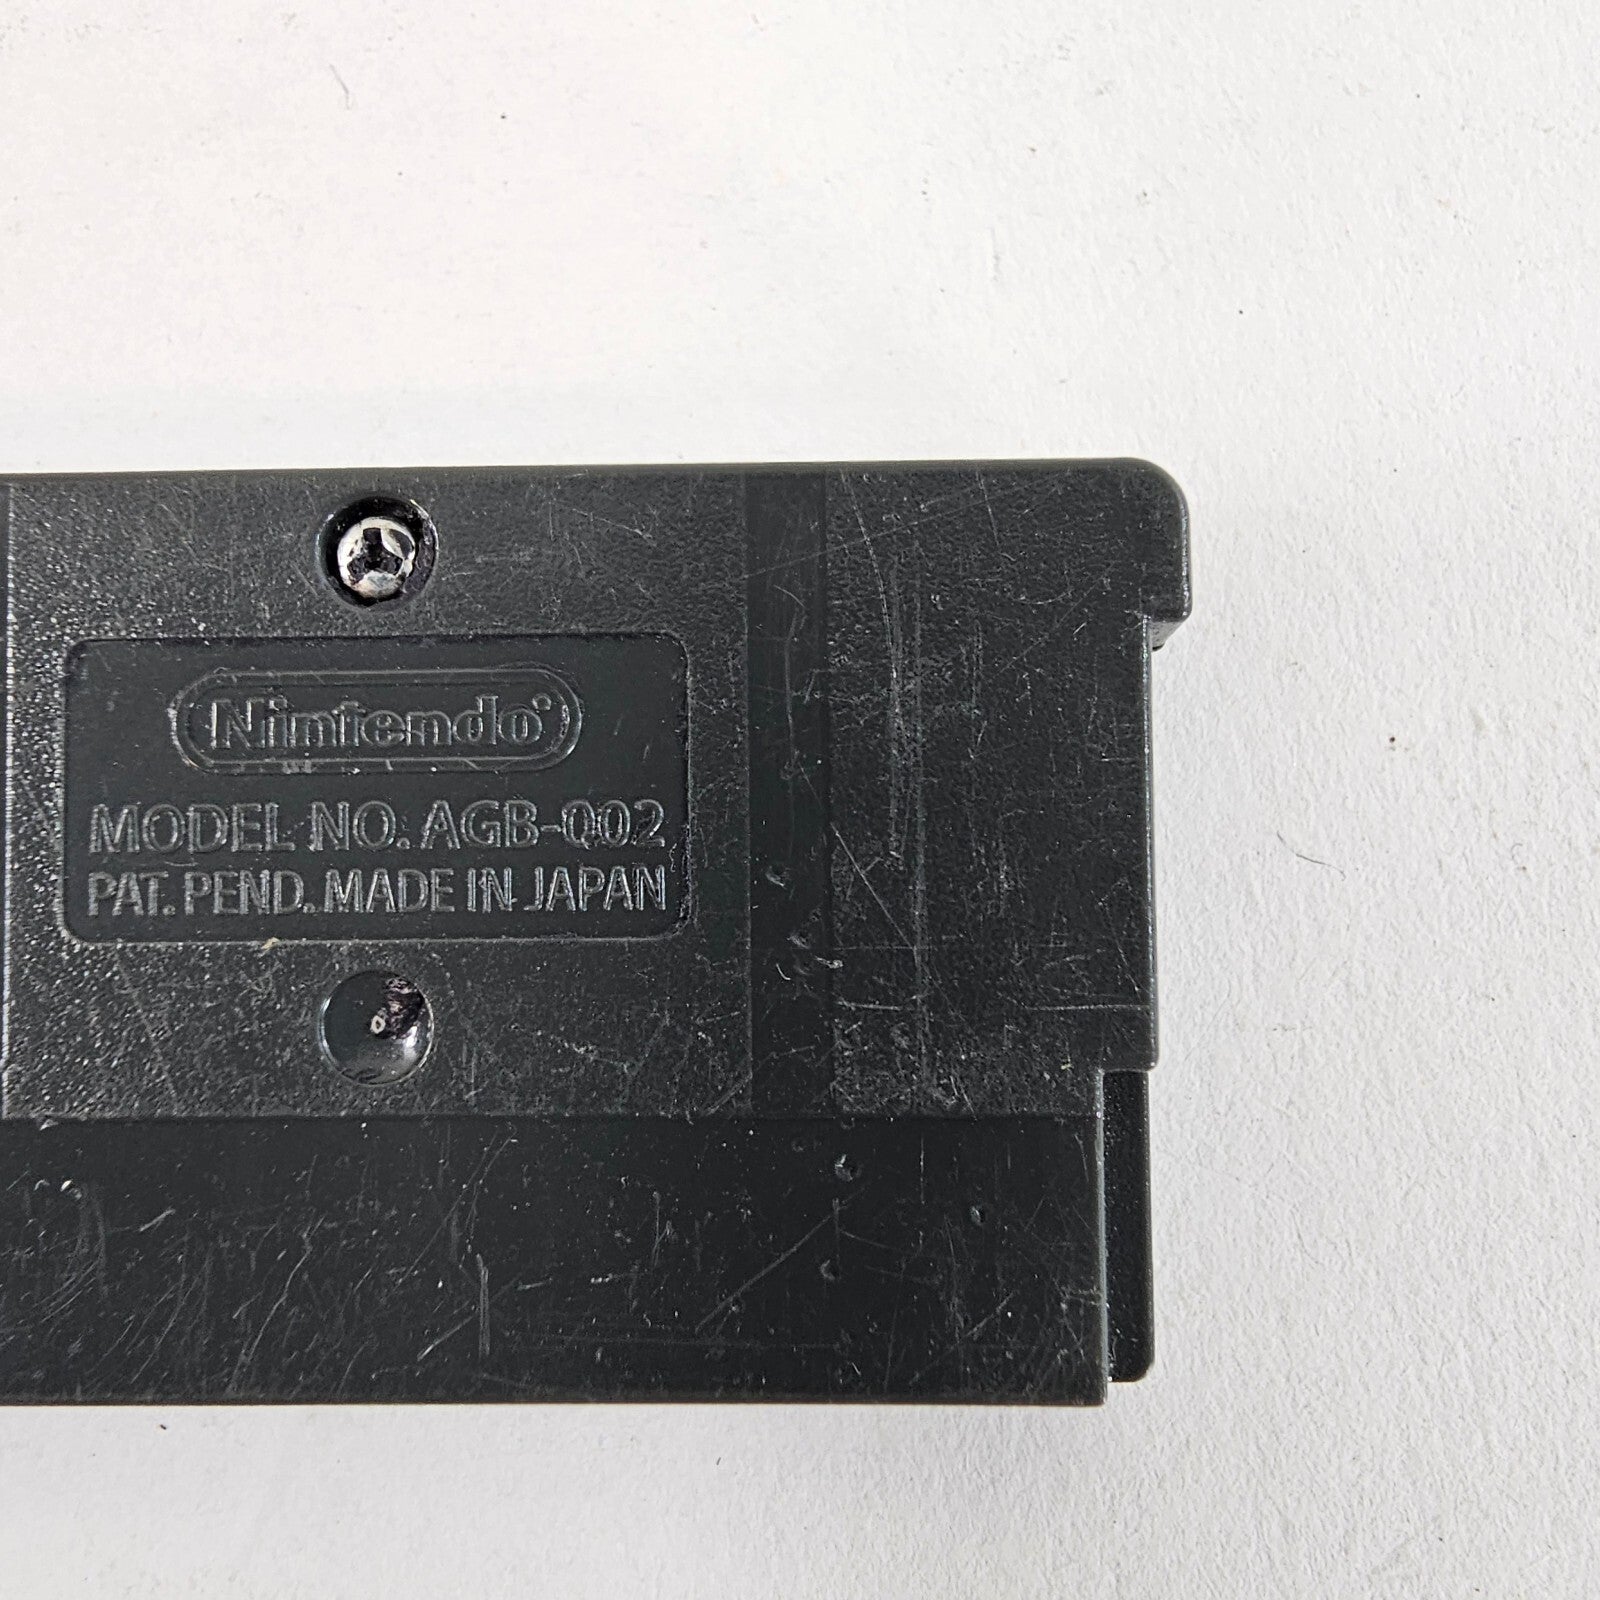 Nintendo®
MODEL NO. AGB-002
PAT. PEND. MADE IN JAPAN